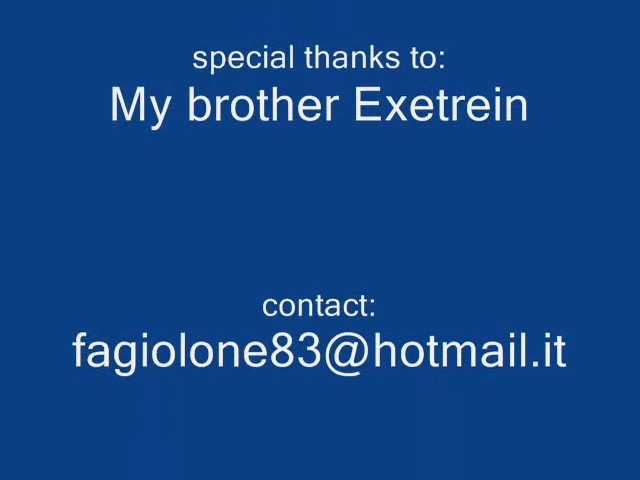 special thanks to:
My brother Exetrein
contact:
fagiolone83@hotmail.it